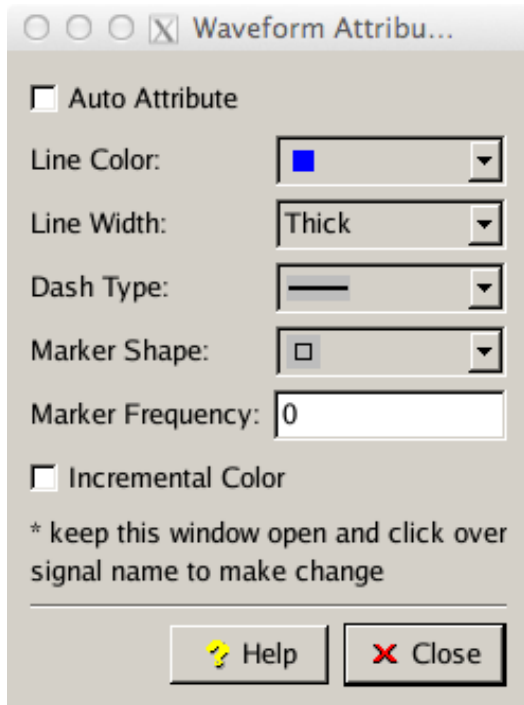 Waveform Attribu...
Auto Attribute
Line Color:
Line Width: Thick
Dash Type:
Marker Shape:
Marker Frequency: 0
Incremental Color
* keep this window open and click over
signal name to make change
Help Close